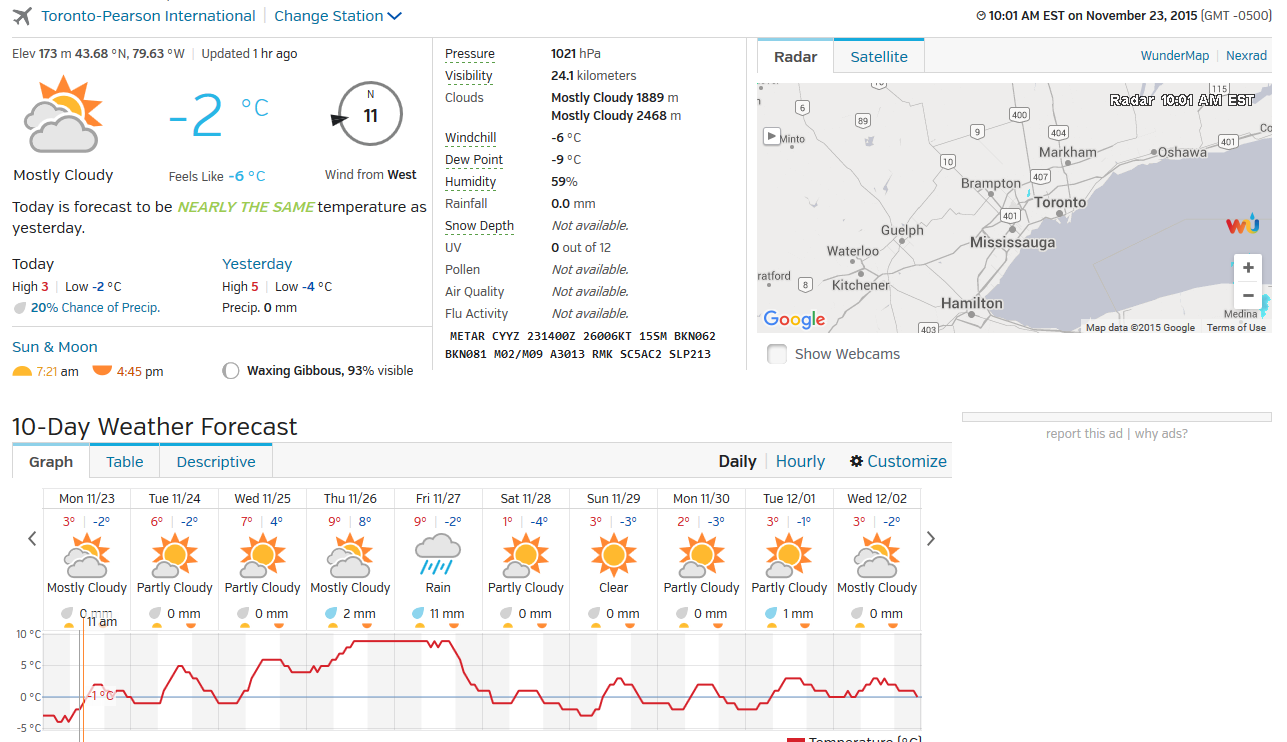 Toronto-Pearson International | Change Station
10:01 AM EST on November 23, 2015 (GMT -0500)
Elev 173 m 43.68 °N, 79.63 °W | Updated 1 hr ago
-2 °C
N
11
Mostly Cloudy
Feels Like -6 °C
Wind from West
Today is forecast to be NEARLY THE SAME temperature as
yesterday.
Today
High 3 | Low -2 °C
20% Chance of Precip.
Yesterday
High 5 | Low -4 °C
Precip. 0 mm
Sun & Moon
7:21 am
4:45 pm
Waxing Gibbous, 93% visible
Pressure 1021 hPa
Visibility 24.1 kilometers
Clouds Mostly Cloudy 1889 m
Mostly Cloudy 2468 m
Windchill -6 °C
Dew Point -9 °C
Humidity 59%
Rainfall 0.0 mm
Snow Depth Not available.
UV 0 out of 12
Pollen Not available.
Air Quality Not available.
Flu Activity Not available.
METAR CYYZ 231400Z 26006KT 15SM BKN062
BKN081 M02/M09 A3013 RMK SC5AC2 SLP213
Radar
Satellite
WunderMap | Nexrad
115
Radar 10:01 AM EST
6
89
400
9
404
401
Minto
Markham
Oshawa
Co
10
407
Brampton
Toronto
401
Guelph
Mississauga
Waterloo
ratford
8
Kitchener
Hamilton
403
WU
+
−
Medina
Google
Map data ©2015 Google
Terms of Use
Show Webcams
10-Day Weather Forecast
report this ad | why ads?
Graph
Table
Descriptive
Daily | Hourly
Customize
Mon 11/23 Tue 11/24 Wed 11/25 Thu 11/26 Fri 11/27 Sat 11/28 Sun 11/29 Mon 11/30 Tue 12/01 Wed 12/02
3° | -2° 6° | -2° 7° | 4° 9° | 8° 9° | -2° 1° | -4° 3° | -3° 2° | -3° 3° | -1° 3° | -2°
Mostly Cloudy Partly Cloudy Partly Cloudy Mostly Cloudy Rain Partly Cloudy Clear Partly Cloudy Partly Cloudy Mostly Cloudy
0 mm 0 mm 0 mm 2 mm 11 mm 0 mm 0 mm 0 mm 1 mm 0 mm
11 am
10 °C
5 °C
0 °C
-1 °C
-5 °C
Temperature (°C)